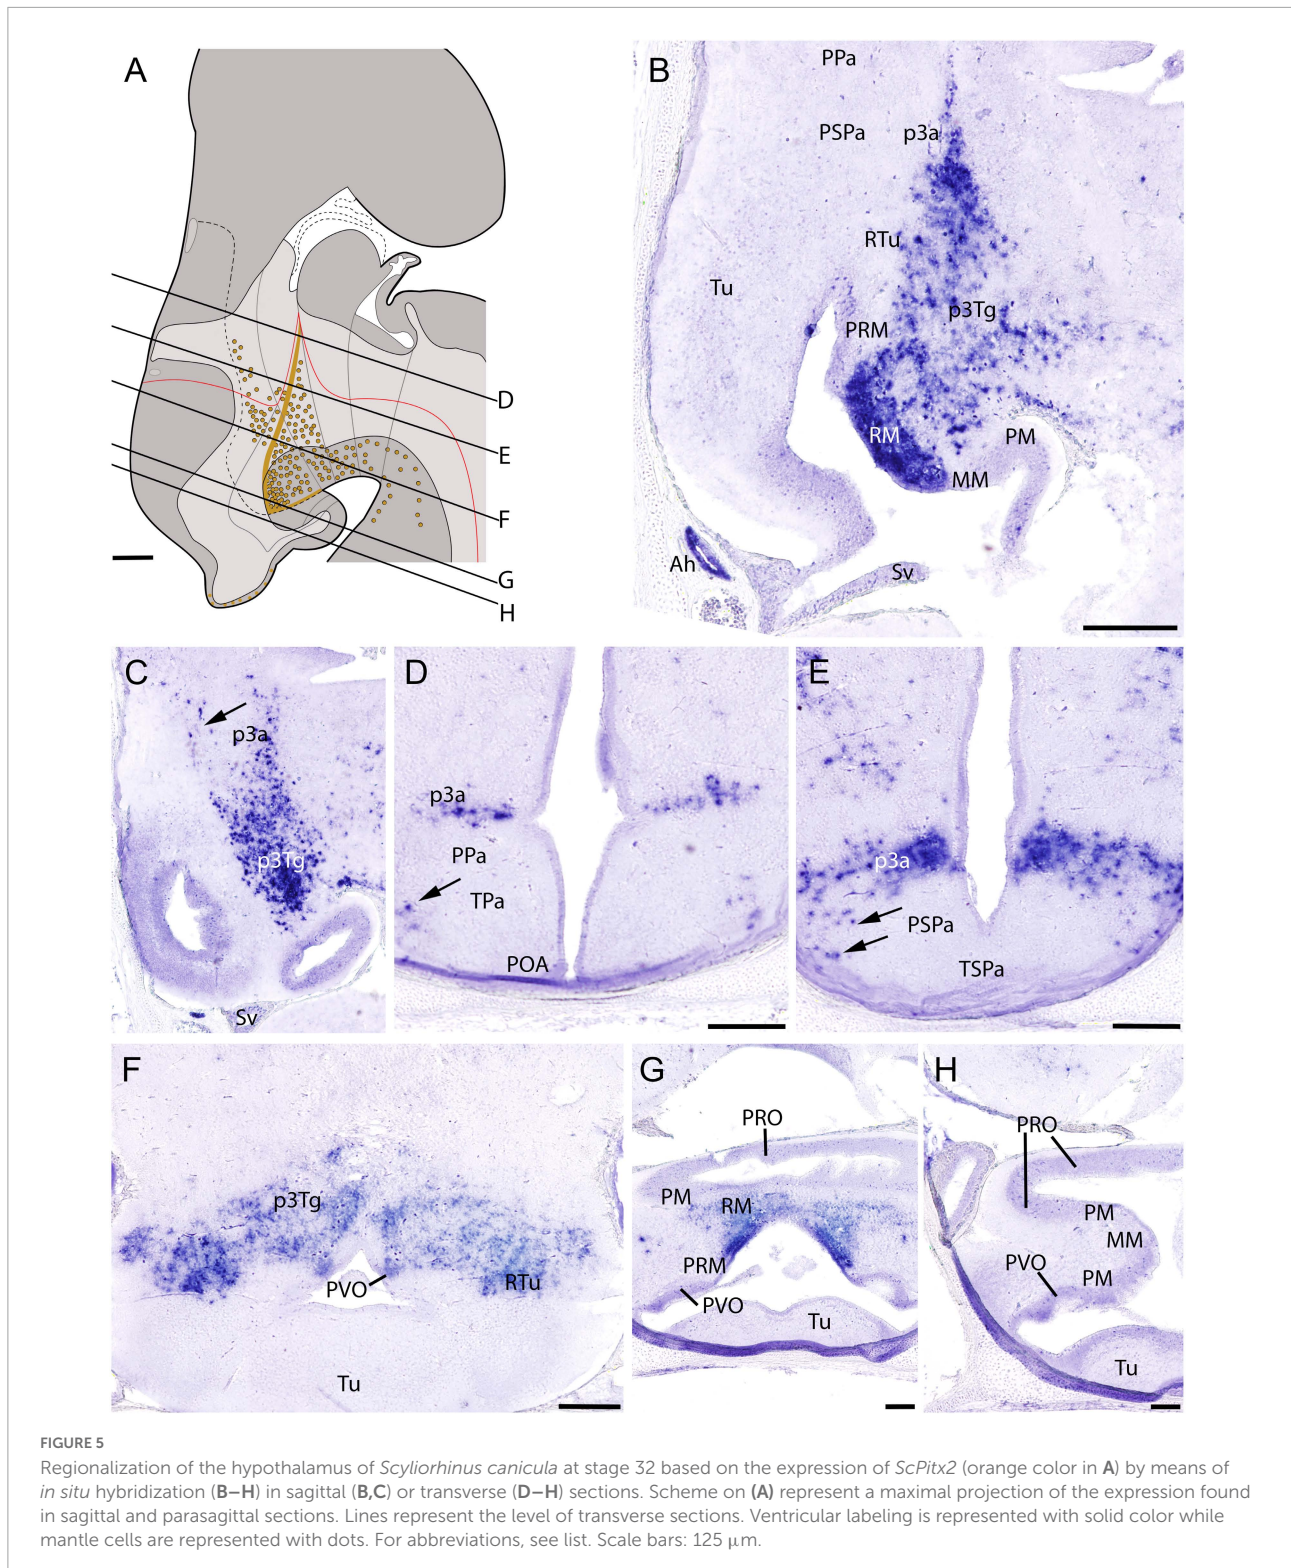 A
D
E
F
G
H
B
PPa
PSPa
p3a
RTu
Tu
p3Tg
PRM
RM
PM
MM
Ah
Sv
C
p3a
p3Tg
Sv
D
p3a
PPa
TPa
POA
E
p3a
PSPa
TSPa
F
p3Tg
PVO
RTu
Tu
G
PRO
PM
RM
PRM
PVO
Tu
H
PRO
PM
MM
PVO
PM
Tu
FIGURE 5
Regionalization of the hypothalamus of Scyliorhinus canicula at stage 32 based on the expression of ScPitx2 (orange color in A) by means of
in situ hybridization (B–H) in sagittal (B,C) or transverse (D–H) sections. Scheme on (A) represent a maximal projection of the expression found
in sagittal and parasagittal sections. Lines represent the level of transverse sections. Ventricular labeling is represented with solid color while
mantle cells are represented with dots. For abbreviations, see list. Scale bars: 125 μm.